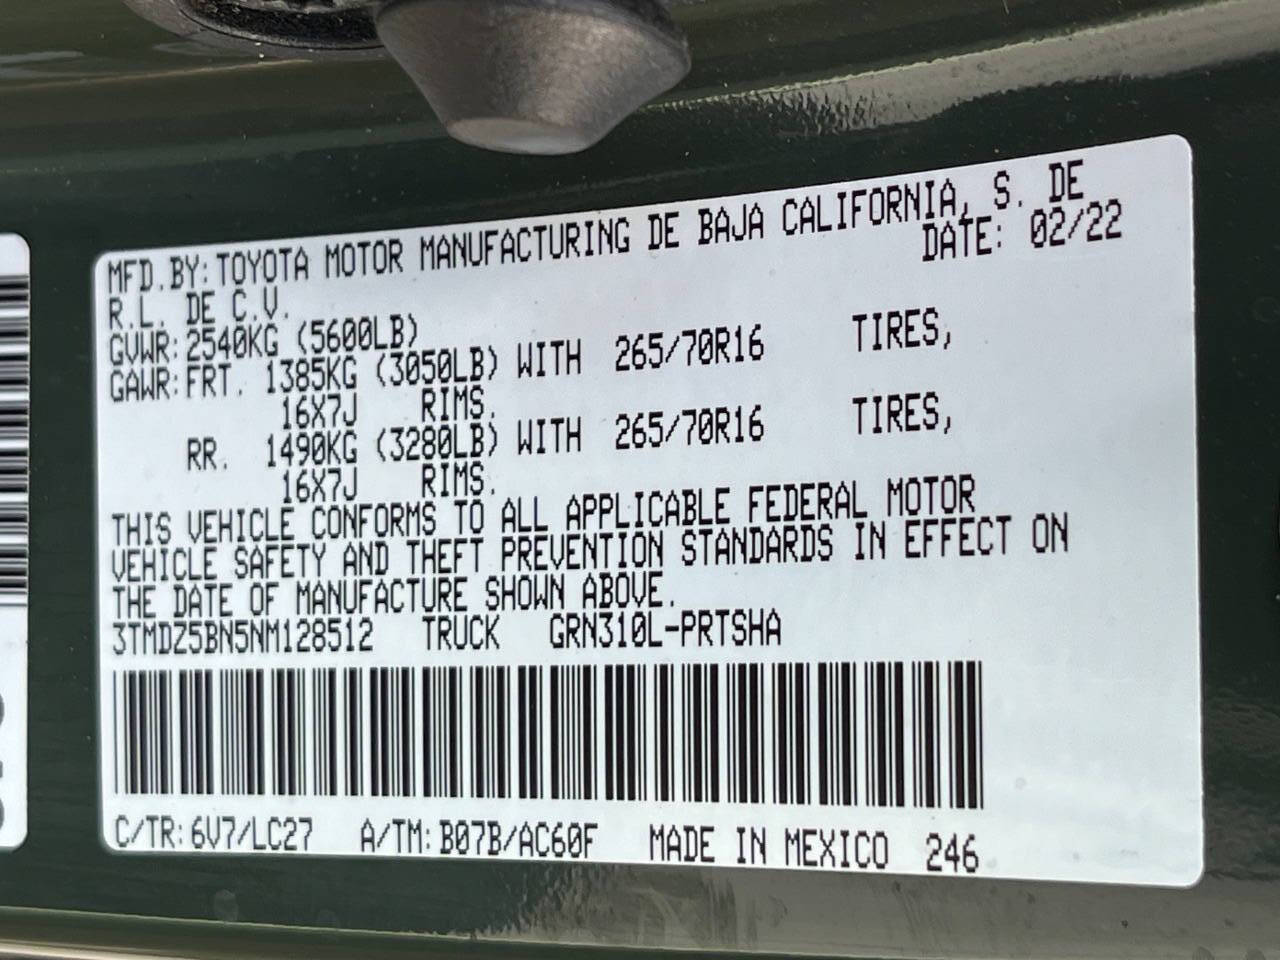 MFD.BY:TOYOTA MOTOR MANUFACTURING DE BAJA CALIFORNIA, S. DE
R.L. DE C.V. DATE: 02/22
GVWR:2540KG (5600LB)
GAWR:FRT. 1385KG (3050LB) WITH 265/70R16 TIRES,
16X7J RIMS.
RR. 1490KG (3280LB) WITH 265/70R16 TIRES,
16X7J RIMS.
THIS VEHICLE CONFORMS TO ALL APPLICABLE FEDERAL MOTOR
VEHICLE SAFETY AND THEFT PREVENTION STANDARDS IN EFFECT ON
THE DATE OF MANUFACTURE SHOWN ABOVE.
3TMDZ5BN5NM128512 TRUCK GRN310L-PRTSHA
C/TR:6V7/LC27 A/TM:B07B/AC60F MADE IN MEXICO 246